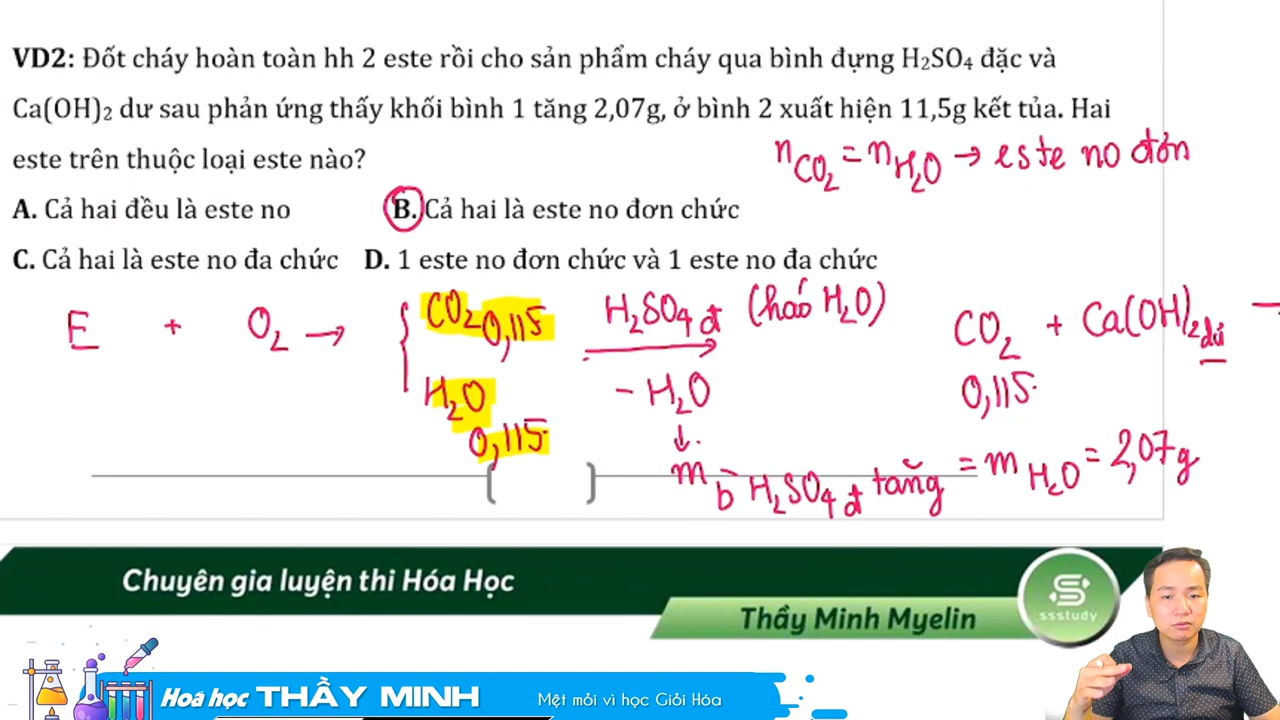 VD2: Đốt cháy hoàn toàn hh 2 este rồi cho sản phẩm cháy qua bình đựng H₂SO₄ đặc và
Ca(OH)₂ dư sau phản ứng thấy khối bình 1 tăng 2,07g, ở bình 2 xuất hiện 11,5g kết tủa. Hai
este trên thuộc loại este nào?
n CO₂ = n H₂O → este no đơn
A. Cả hai đều là este no B. Cả hai là este no đơn chức
C. Cả hai là este no đa chức D. 1 este no đơn chức và 1 este no đa chức
E + O₂ → { CO₂ 0,115 H₂SO₄ đ (háo H₂O) CO₂ + Ca(OH)₂ dư →
H₂O - H₂O 0,115
0,115 ↓
m b H₂SO₄ đ tăng = m H₂O = 2,07g
Chuyên gia luyện thi Hóa Học
Thầy Minh Myelin
ssstudy
Hoá học THẦY MINH Mệt mỏi vì học Giỏi Hóa